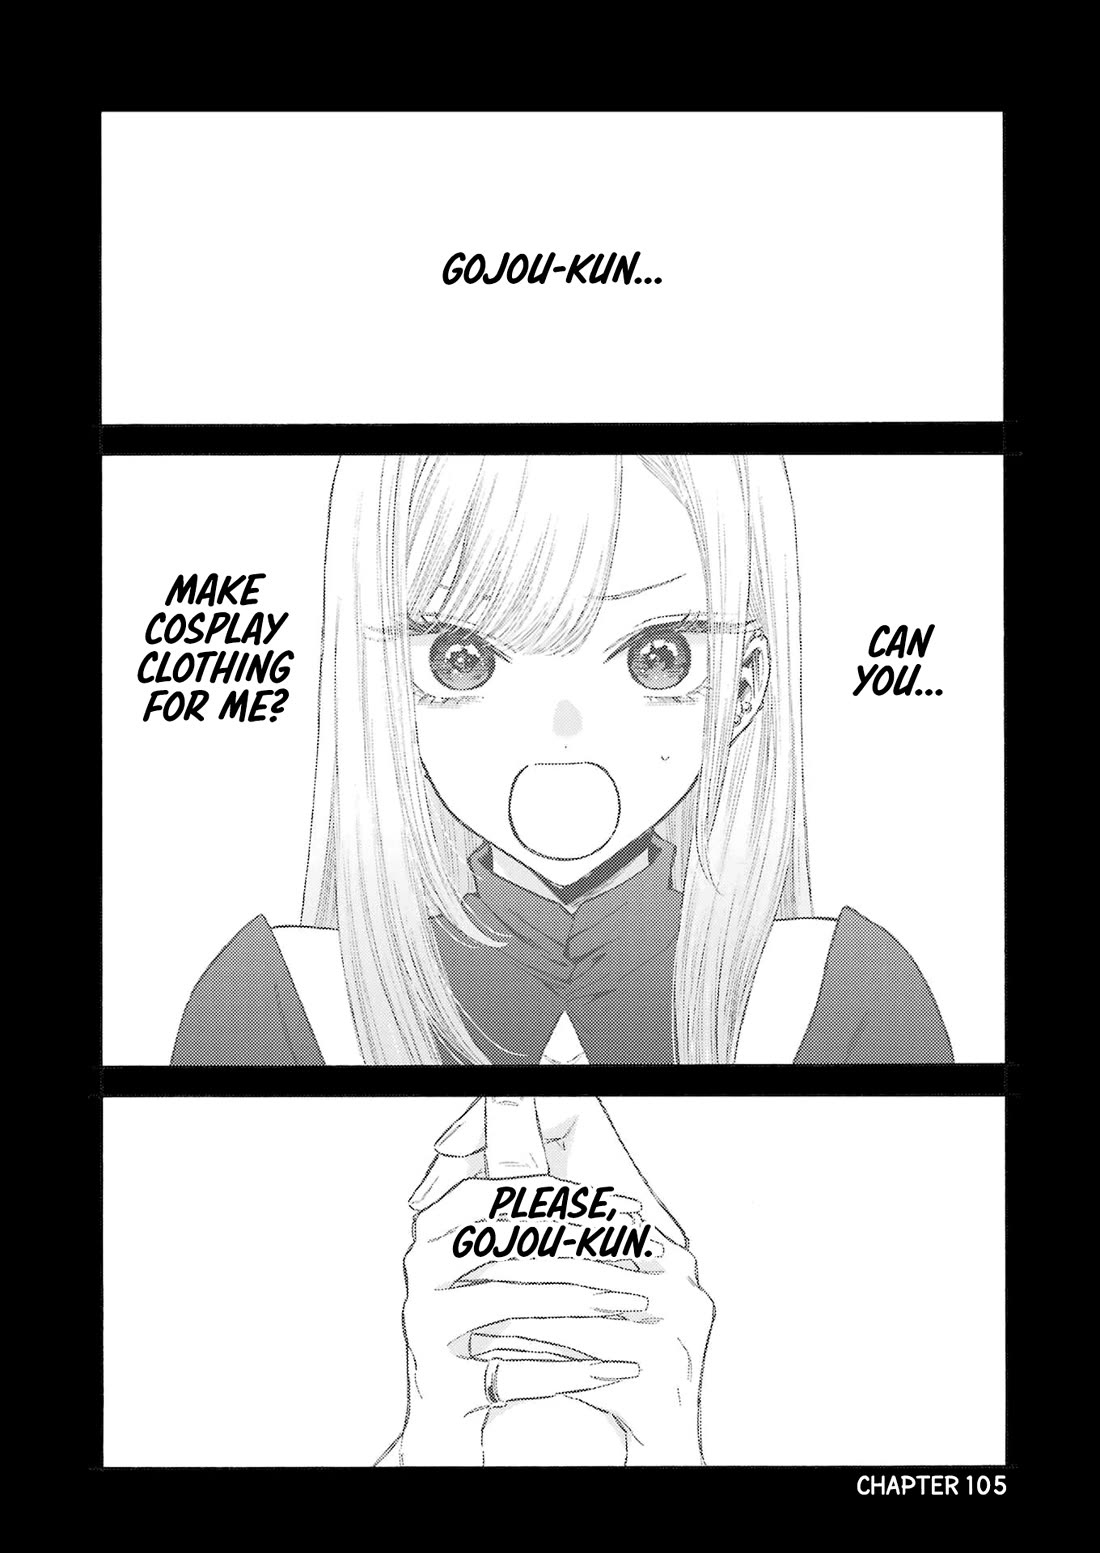 GOJOU-KUN...
CAN
YOU...
MAKE
COSPLAY
CLOTHING
FOR ME?
PLEASE,
GOJOU-KUN.
CHAPTER 105